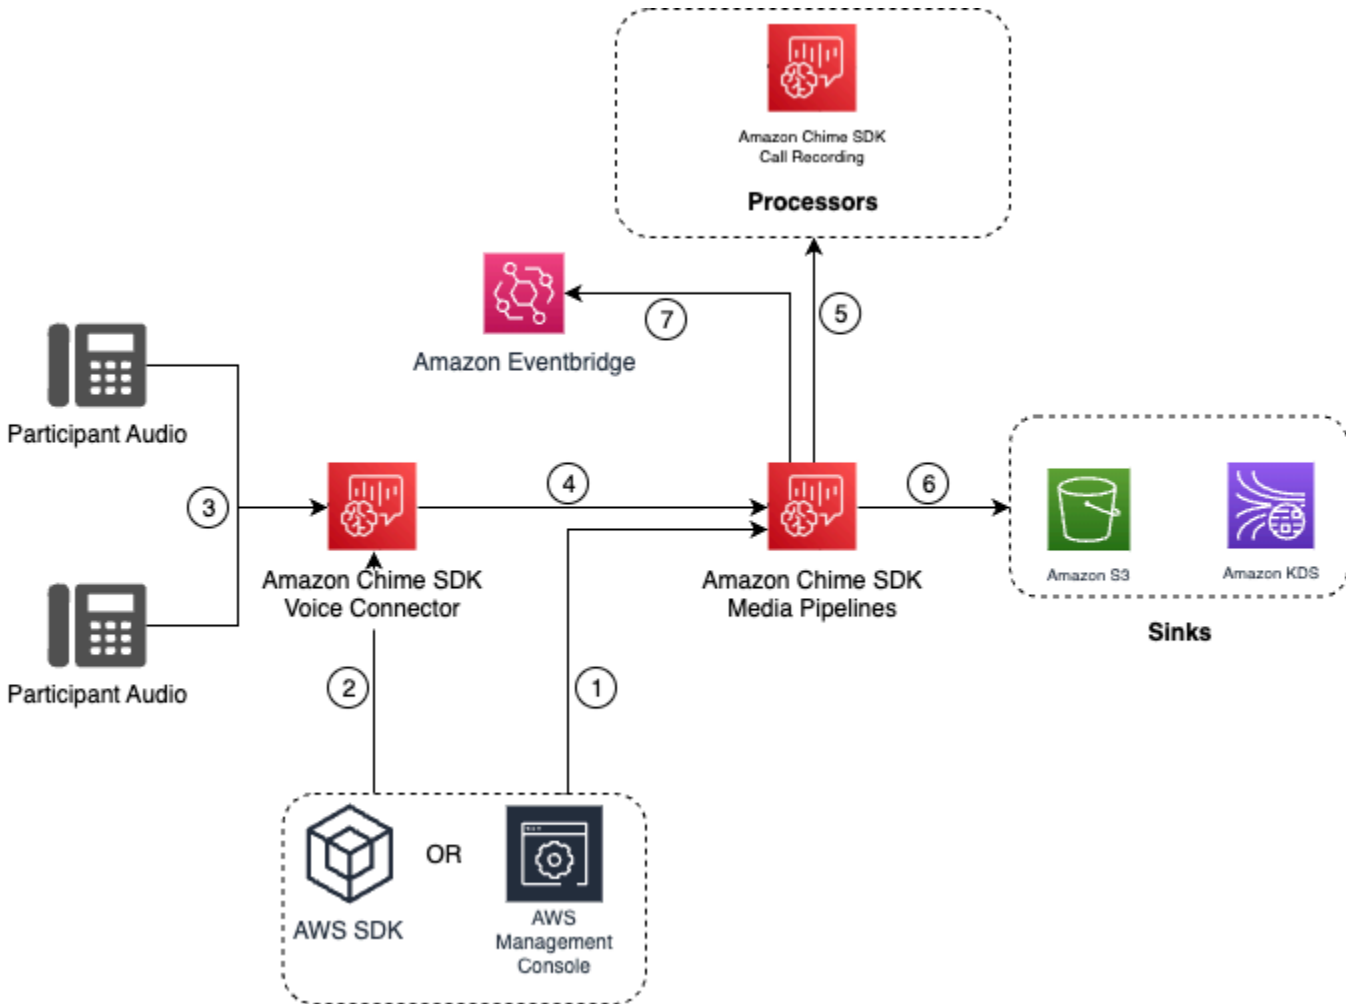 Amazon Chime SDK
Call Recording
Processors
7
5
Amazon Eventbridge
Participant Audio
3
4
6
Amazon Chime SDK
Voice Connector
Amazon Chime SDK
Media Pipelines
Amazon S3
Amazon KDS
Sinks
Participant Audio
2
1
OR
AWS SDK
AWS
Management
Console